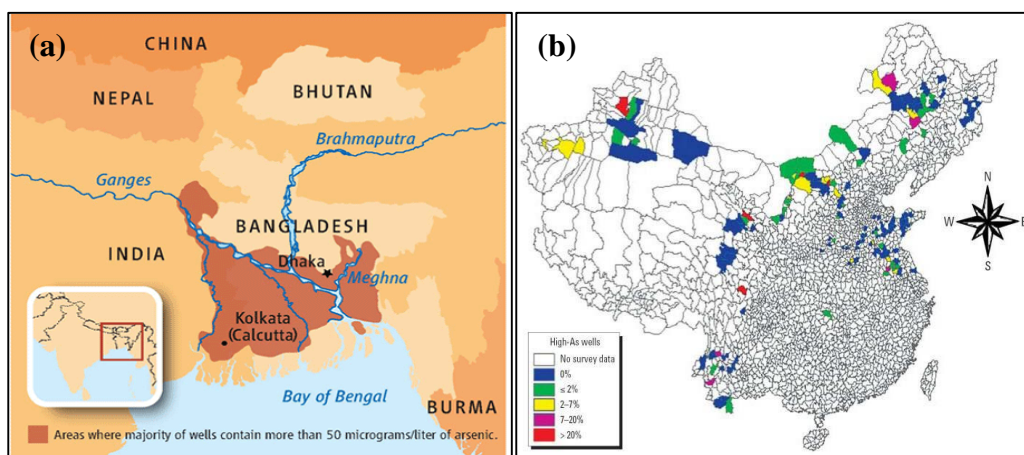 (a)
CHINA
NEPAL
BHUTAN
Brahmaputra
Ganges
BANGLADESH
INDIA
Dhaka
Meghna
Kolkata
(Calcutta)
Bay of Bengal
BURMA
Areas where majority of wells contain more than 50 micrograms/liter of arsenic.
(b)
N
W
E
S
High-As wells
No survey data
0%
≤ 2%
2–7%
7–20%
> 20%